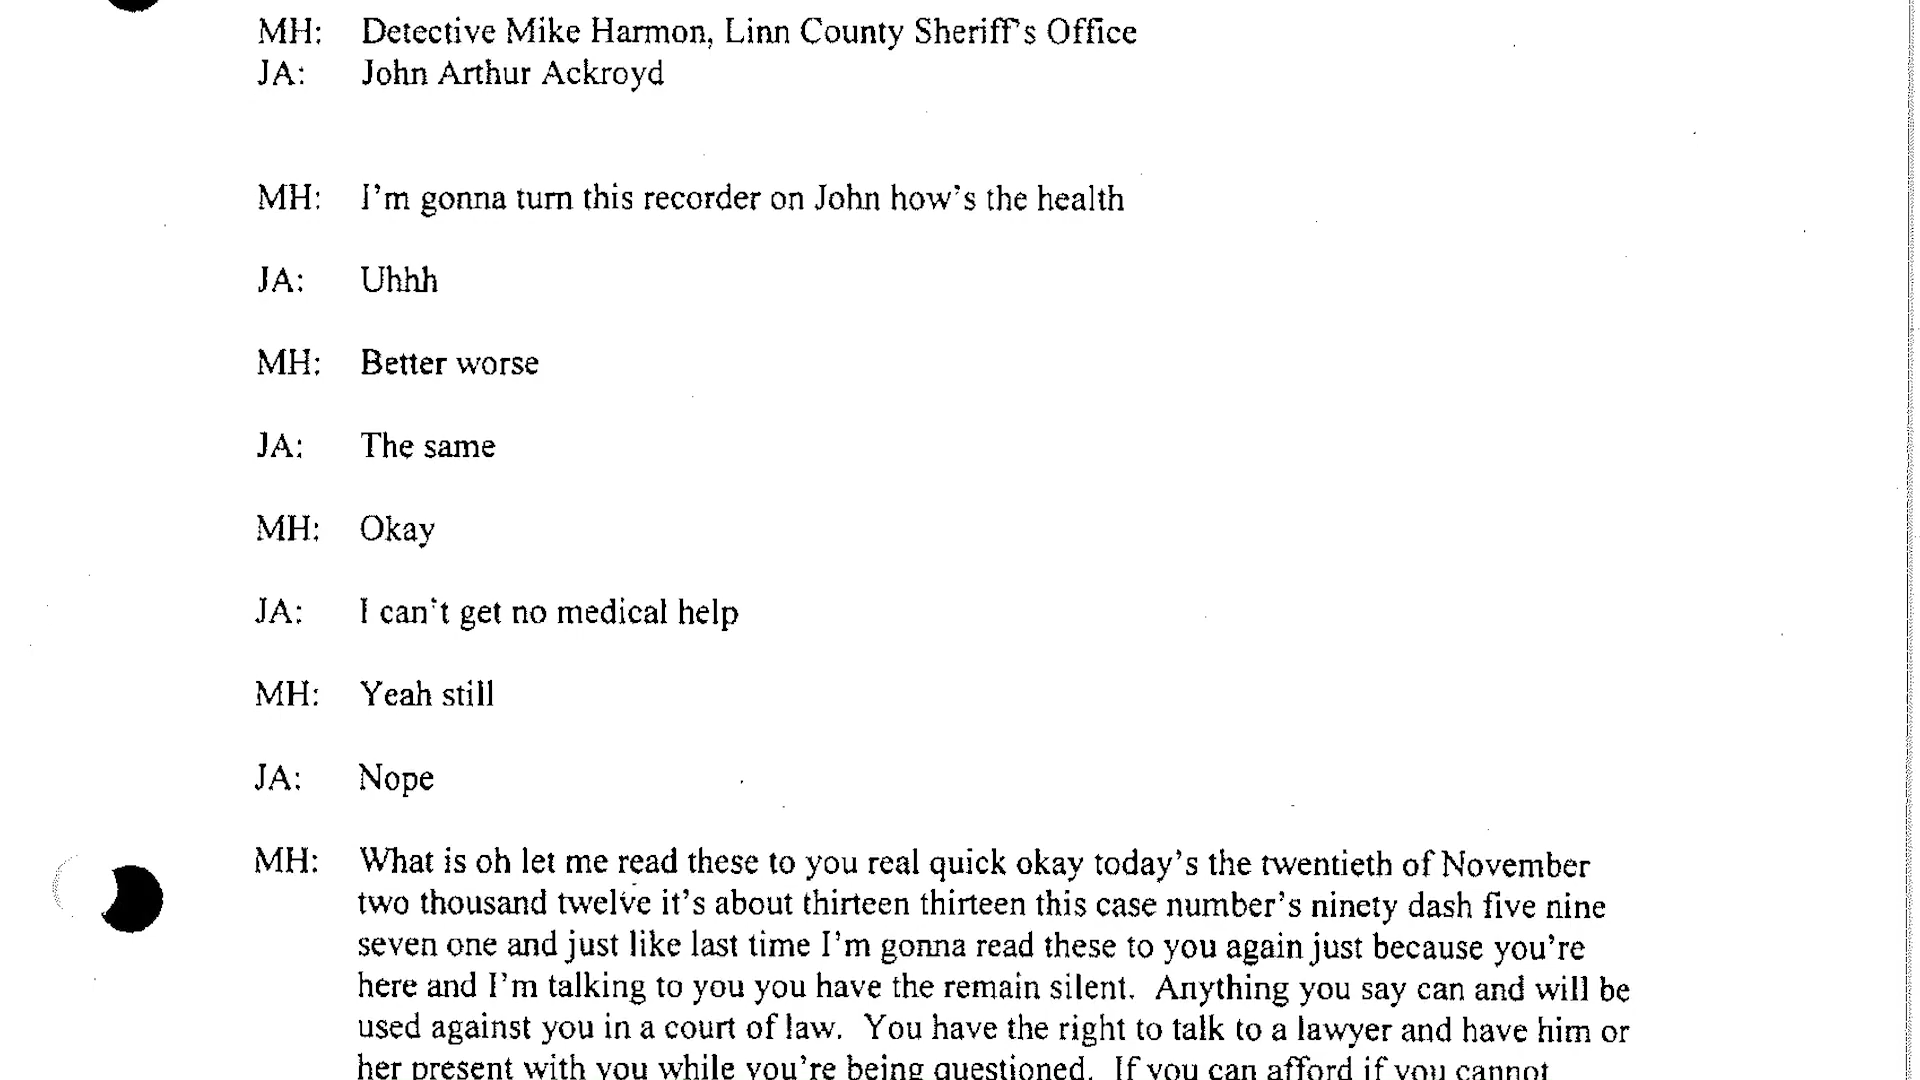 MH: Detective Mike Harmon, Linn County Sheriff's Office
JA: John Arthur Ackroyd
MH: I'm gonna turn this recorder on John how's the health
JA: Uhhh
MH: Better worse
JA: The same
MH: Okay
JA: I can't get no medical help
MH: Yeah still
JA: Nope
MH: What is oh let me read these to you real quick okay today's the twentieth of November
two thousand twelve it's about thirteen thirteen this case number's ninety dash five nine
seven one and just like last time I'm gonna read these to you again just because you're
here and I'm talking to you you have the remain silent. Anything you say can and will be
used against you in a court of law. You have the right to talk to a lawyer and have him or
her present with you while you're being questioned. If you can afford if you cannot